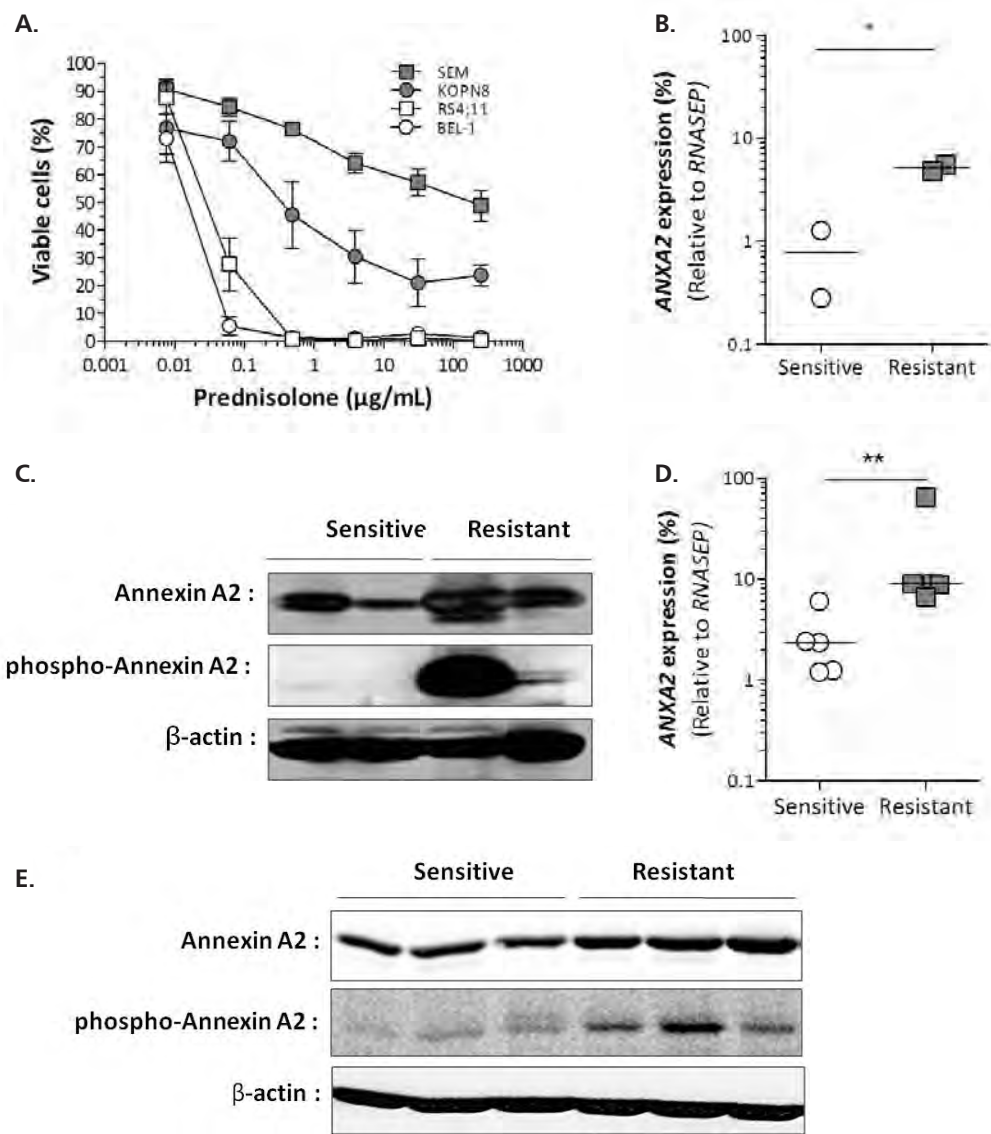 A.
100
90
80
70
60
50
40
30
20
10
0
Viable cells (%)
0.001
0.01
0.1
1
10
100
1000
Prednisolone (µg/mL)
SEM
KOPN8
RS4;11
BEL-1
B.
*
100
10
1
0.1
ANXA2 expression (%)
(Relative to RNASEP)
Sensitive Resistant
C.
Sensitive Resistant
Annexin A2 :
phospho-Annexin A2 :
β-actin :
D.
**
100
10
1
0.1
ANXA2 expression (%)
(Relative to RNASEP)
Sensitive Resistant
E.
Sensitive Resistant
Annexin A2 :
phospho-Annexin A2 :
β-actin :